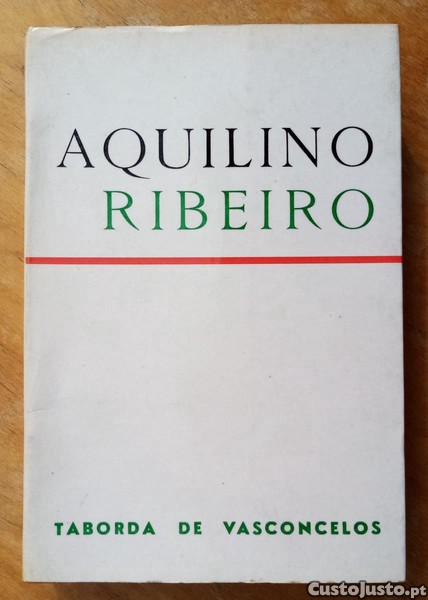 AQUILINO
RIBEIRO
TABORDA DE VASCONCELOS
CustoJusto.pt